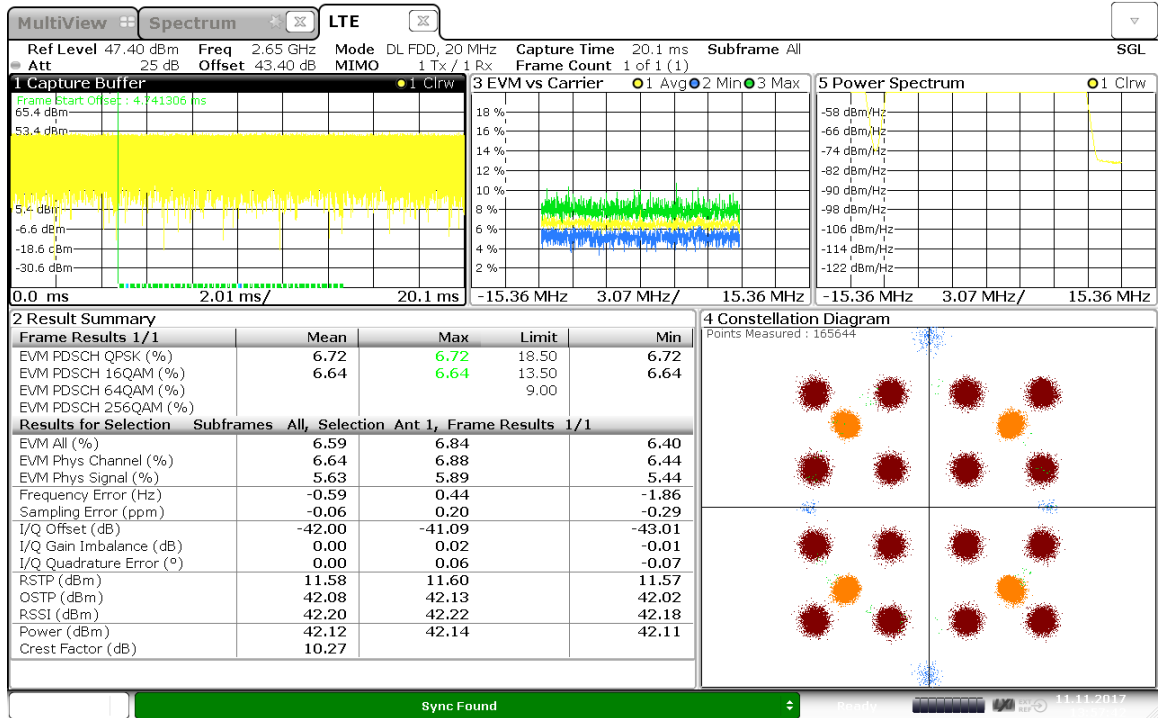 MultiView Spectrum LTE
Ref Level 47.40 dBm Freq 2.65 GHz Mode DL FDD, 20 MHz Capture Time 20.1 ms Subframe All SGL
Att 25 dB Offset 43.40 dB MIMO 1 Tx / 1 Rx Frame Count 1 of 1 (1)
1 Capture Buffer 1 Clrw
Frame Start Offset : 4.741306 ms
65.4 dBm
53.4 dBm
5.4 dBm
-6.6 dBm
-18.6 dBm
-30.6 dBm
0.0 ms 2.01 ms/ 20.1 ms
3 EVM vs Carrier 1 Avg 2 Min 3 Max
18 %
16 %
14 %
12 %
10 %
8 %
6 %
4 %
2 %
-15.36 MHz 3.07 MHz/ 15.36 MHz
5 Power Spectrum 1 Clrw
-58 dBm/Hz
-66 dBm/Hz
-74 dBm/Hz
-82 dBm/Hz
-90 dBm/Hz
-98 dBm/Hz
-106 dBm/Hz
-114 dBm/Hz
-122 dBm/Hz
-15.36 MHz 3.07 MHz/ 15.36 MHz
2 Result Summary
Frame Results 1/1 Mean Max Limit Min
EVM PDSCH QPSK (%) 6.72 6.72 18.50 6.72
EVM PDSCH 16QAM (%) 6.64 6.64 13.50 6.64
EVM PDSCH 64QAM (%) 9.00
EVM PDSCH 256QAM (%)
Results for Selection Subframes All, Selection Ant 1, Frame Results 1/1
EVM All (%) 6.59 6.84 6.40
EVM Phys Channel (%) 6.64 6.88 6.44
EVM Phys Signal (%) 5.63 5.89 5.44
Frequency Error (Hz) -0.59 0.44 -1.86
Sampling Error (ppm) -0.06 0.20 -0.29
I/Q Offset (dB) -42.00 -41.09 -43.01
I/Q Gain Imbalance (dB) 0.00 0.02 -0.01
I/Q Quadrature Error (°) 0.00 0.06 -0.07
RSTP (dBm) 11.58 11.60 11.57
OSTP (dBm) 42.08 42.13 42.02
RSSI (dBm) 42.20 42.22 42.18
Power (dBm) 42.12 42.14 42.11
Crest Factor (dB) 10.27
4 Constellation Diagram
Points Measured : 165644
Sync Found
Ready
LXI
11.11.2017